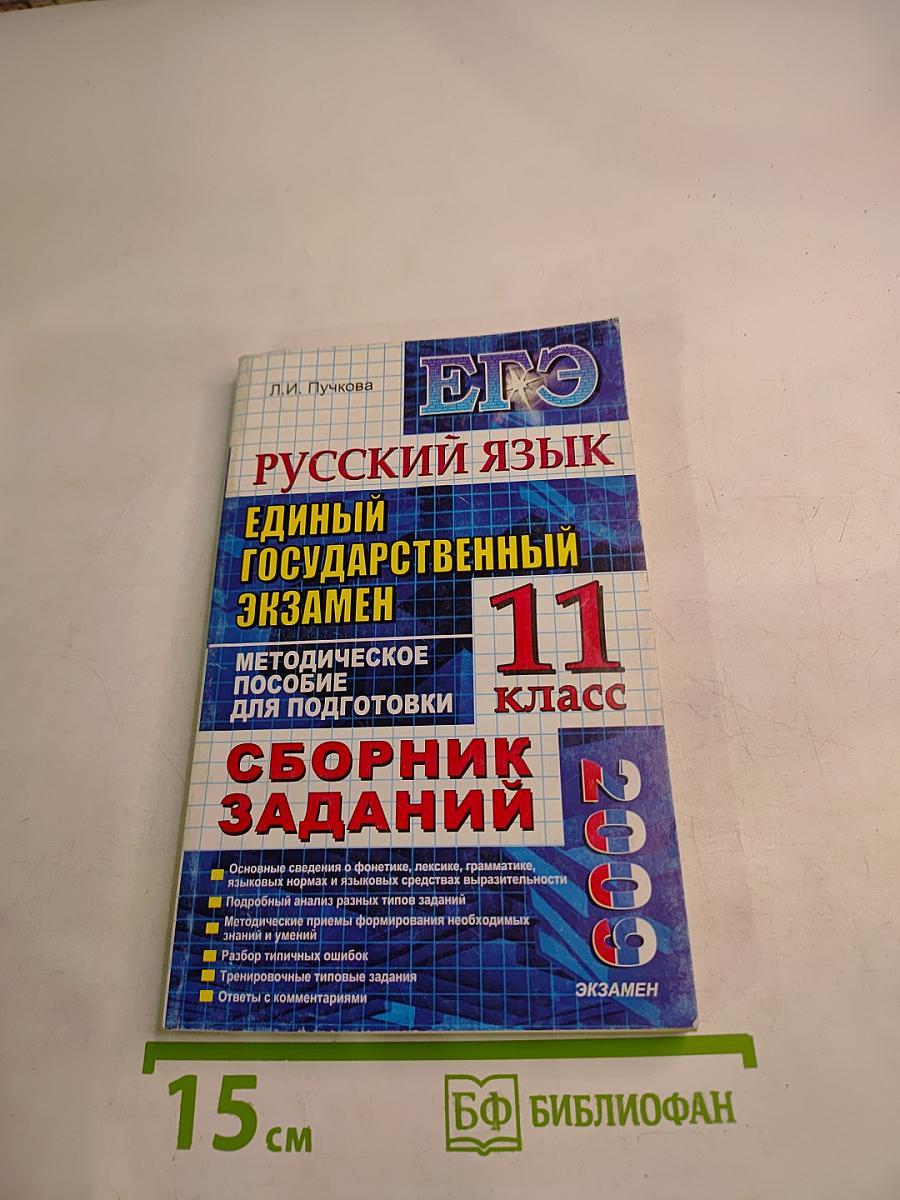 Л.И. Пучкова
ЕГЭ
РУССКИЙ ЯЗЫК
ЕДИНЫЙ
ГОСУДАРСТВЕННЫЙ
ЭКЗАМЕН
11
класс
МЕТОДИЧЕСКОЕ
ПОСОБИЕ
ДЛЯ ПОДГОТОВКИ
СБОРНИК
ЗАДАНИЙ
2009
Основные сведения о фонетике, лексике, грамматике,
языковых нормах и языковых средствах выразительности
Подробный анализ разных типов заданий
Методические приемы формирования необходимых
знаний и умений
Разбор типичных ошибок
Тренировочные типовые задания
Ответы с комментариями
ЭКЗАМЕН
15 см
БФ БИБЛИОФАН